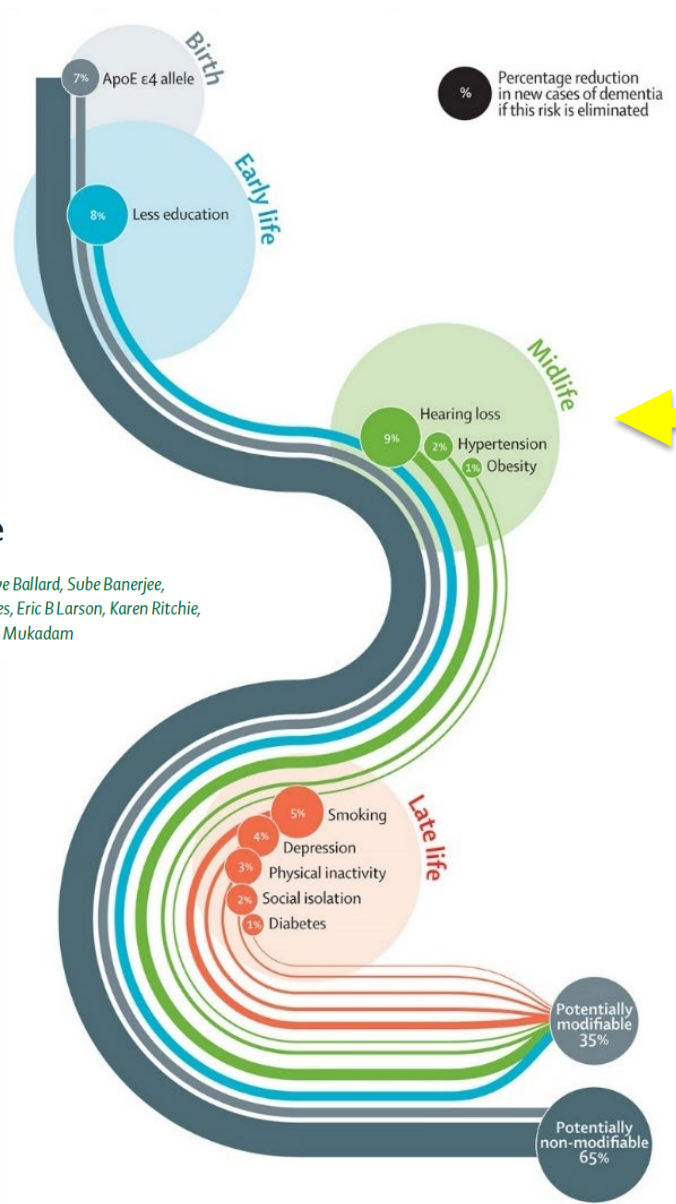 Birth
7% ApoE ε4 allele
%
Percentage reduction
in new cases of dementia
if this risk is eliminated
Early life
8% Less education
Midlife
Hearing loss
9%
2% Hypertension
1% Obesity
e
Ballard, Sube Banerjee,
Eric B Larson, Karen Ritchie,
Mukadam
Late life
5% Smoking
4% Depression
3% Physical inactivity
2% Social isolation
1% Diabetes
Potentially
modifiable
35%
Potentially
non-modifiable
65%